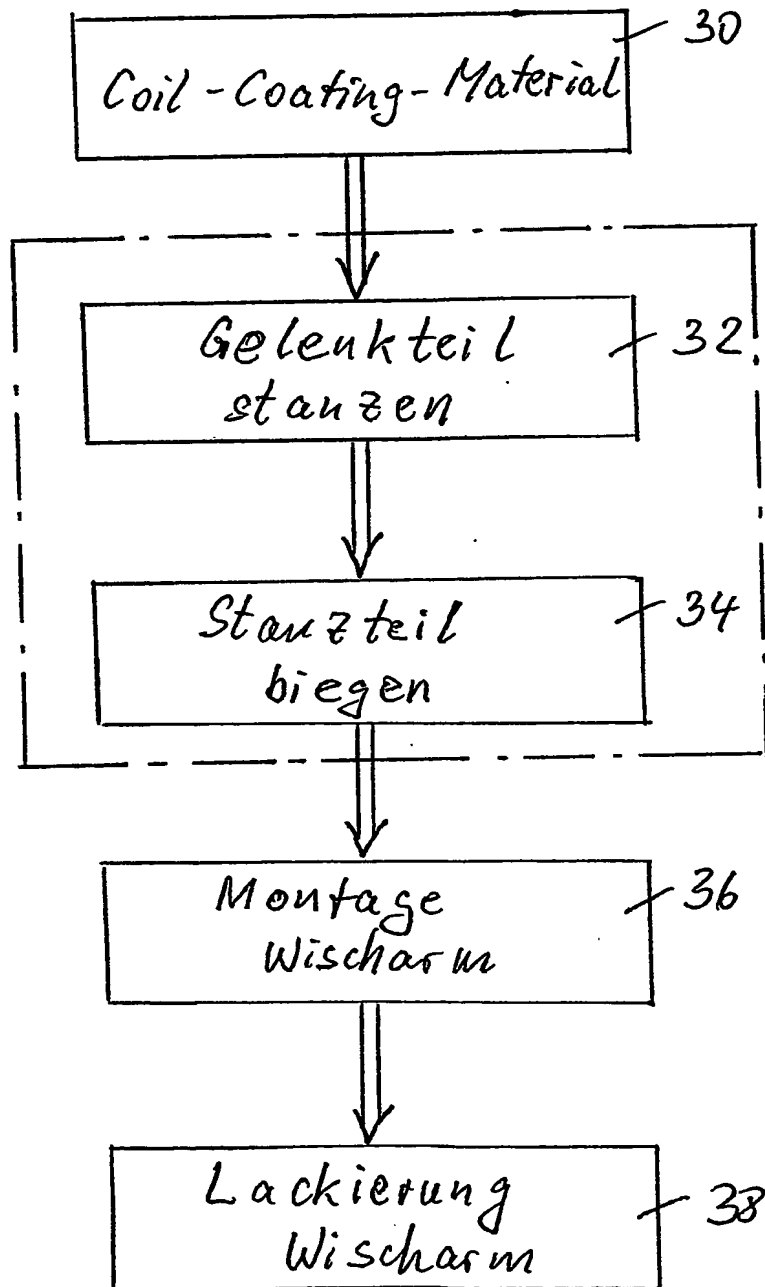 30
Coil-Coating-Material
Gelenkteil
stanzen
32
Stanzteil
biegen
34
Montage
Wischarm
36
Lackierung
Wischarm
38